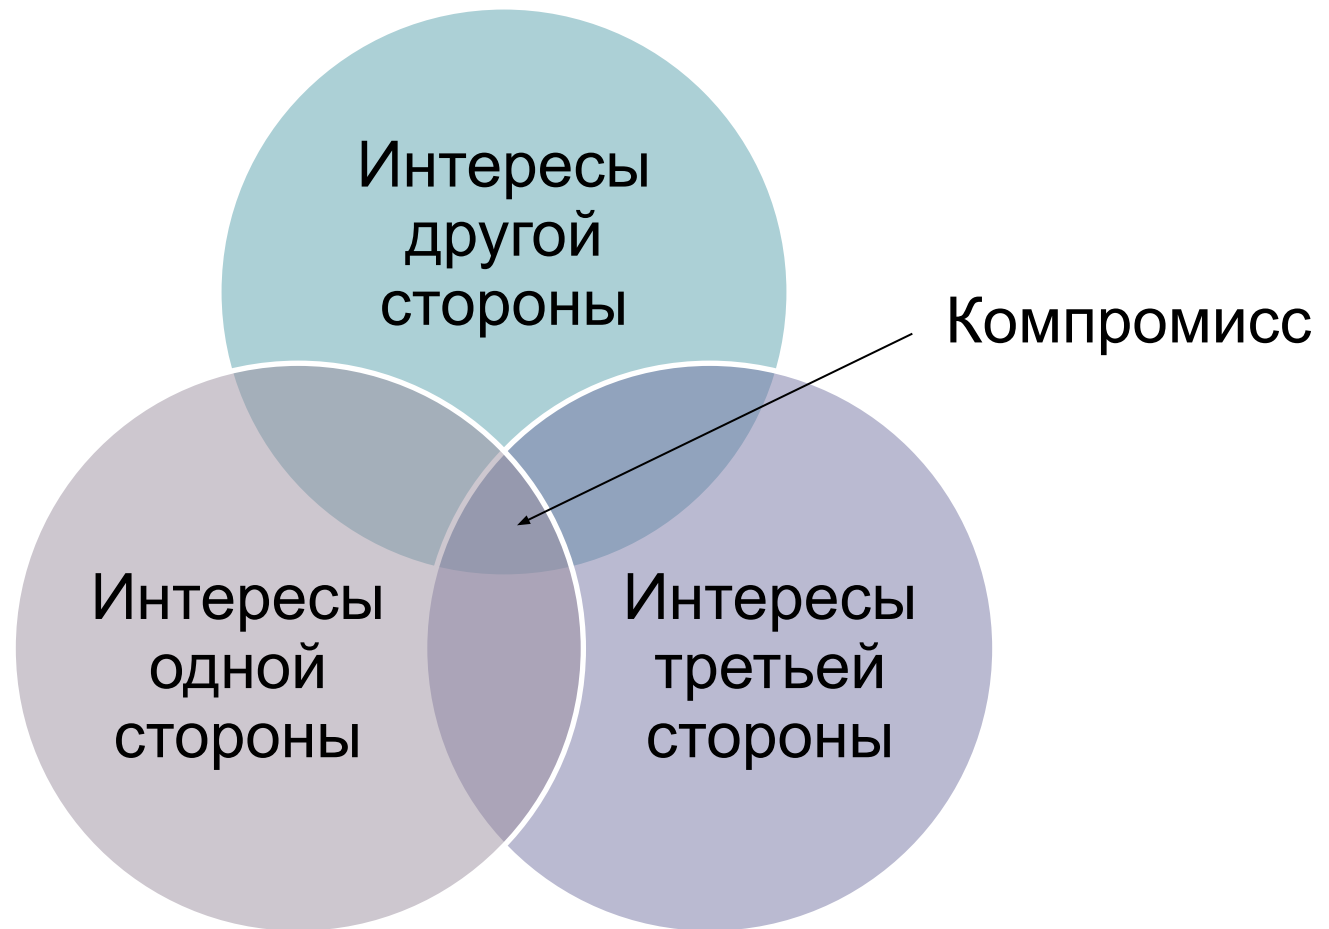 Интересы
другой
стороны
Компромисс
Интересы
одной
стороны
Интересы
третьей
стороны